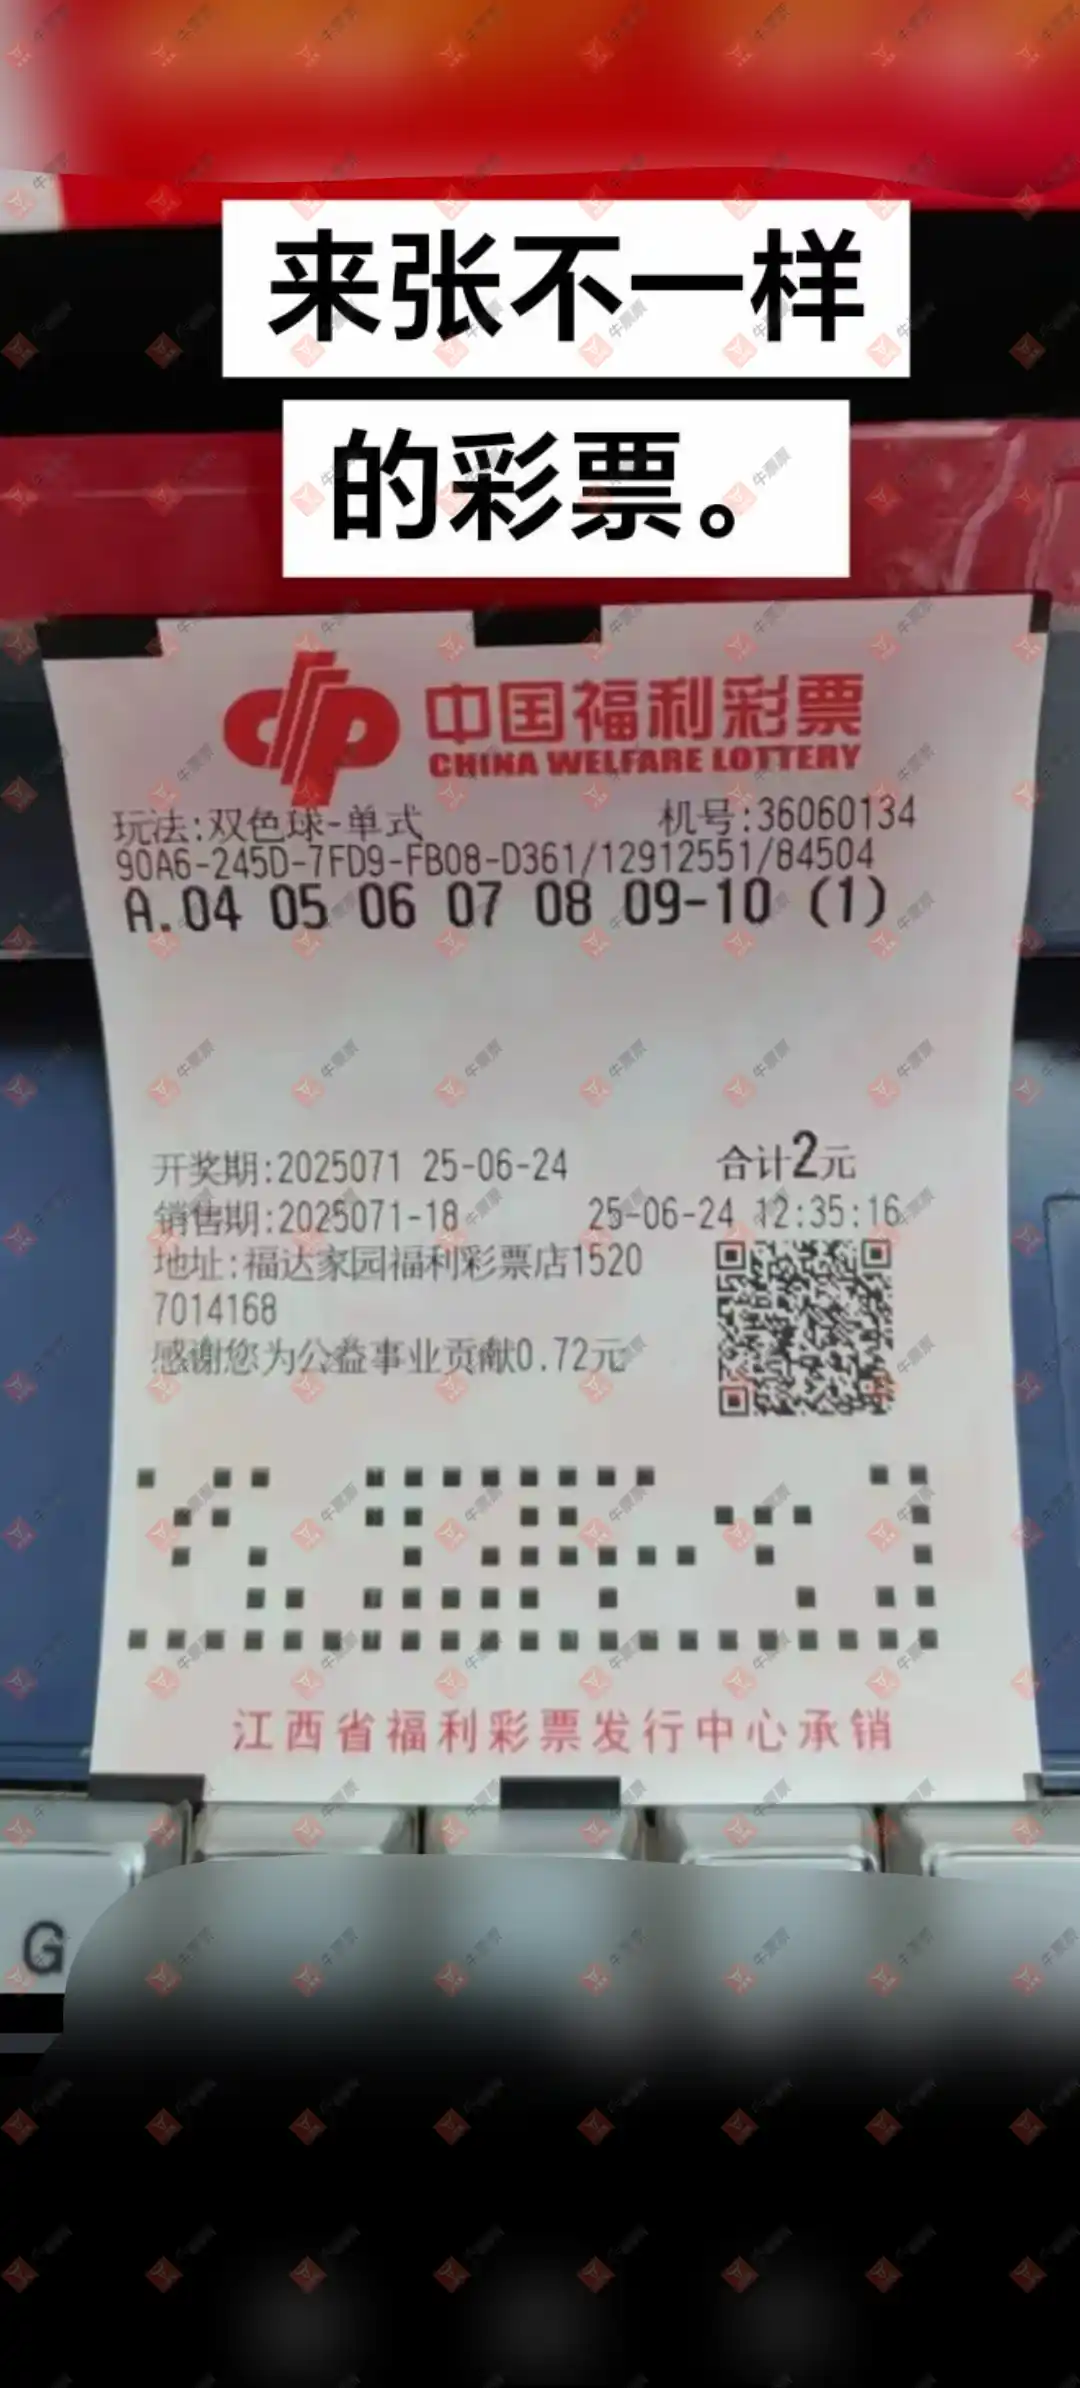 来张不一样
的彩票。
中国福利彩票
CHINA WELFARE LOTTERY
玩法:双色球-单式 机号:36060134
90A6-245D-7FD9-FB08-D361/12912551/84504
A.04 05 06 07 08 09-10 (1)
开奖期:2025071 25-06-24 合计2元
销售期:2025071-18 25-06-24 12:35:16
地址:福达家园福利彩票店1520
7014168
感谢您为公益事业贡献0.72元
江西省福利彩票发行中心承销
G
牛票票